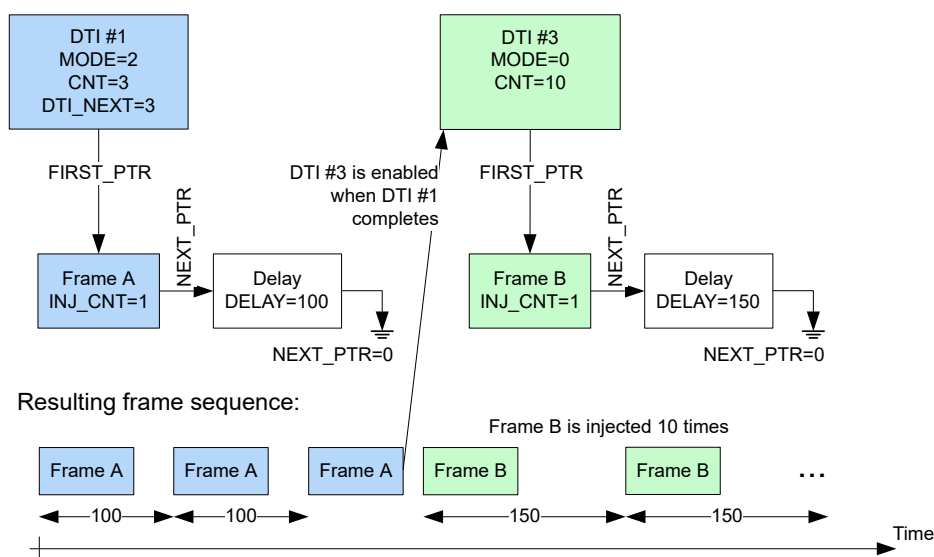 DTI #1
MODE=2
CNT=3
DTI_NEXT=3
DTI #3
MODE=0
CNT=10
FIRST_PTR
DTI #3 is enabled
when DTI #1
completes
FIRST_PTR
NEXT_PTR
NEXT_PTR
Frame A
INJ_CNT=1
Delay
DELAY=100
Frame B
INJ_CNT=1
Delay
DELAY=150
NEXT_PTR=0
NEXT_PTR=0
Resulting frame sequence:
Frame B is injected 10 times
Frame A
Frame A
Frame A
Frame B
Frame B
...
100
100
150
150
Time